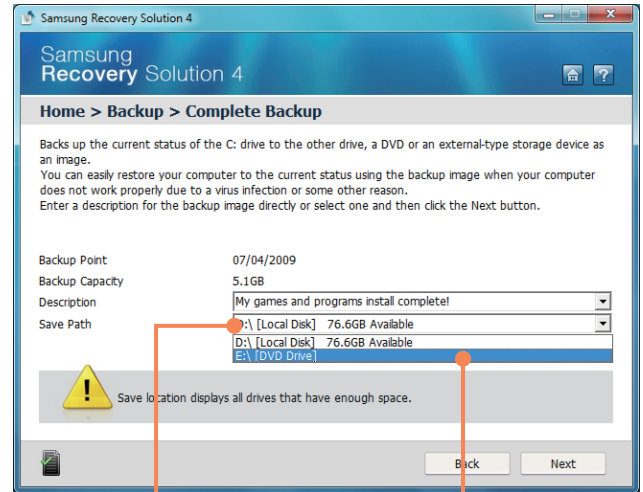 Samsung Recovery Solution 4
Samsung
Recovery Solution 4
Home > Backup > Complete Backup
Backs up the current status of the C: drive to the other drive, a DVD or an external-type storage device as
an image.
You can easily restore your computer to the current status using the backup image when your computer
does not work properly due to a virus infection or some other reason.
Enter a description for the backup image directly or select one and then click the Next button.
Backup Point 07/04/2009
Backup Capacity 5.1GB
Description My games and programs install complete!
Save Path D:\ [Local Disk] 76.6GB Available
D:\ [Local Disk] 76.6GB Available
E:\ [DVD Drive]
Save location displays all drives that have enough space.
Back Next